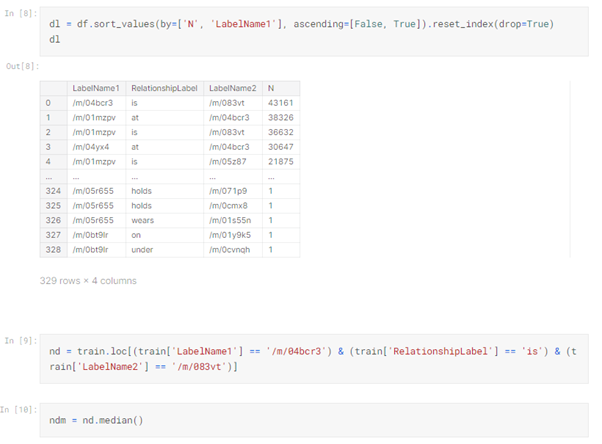 In [8]:
dl = df.sort_values(by=['N', 'LabelName1'], ascending=[False, True]).reset_index(drop=True)
dl
Out[8]:
LabelName1 RelationshipLabel LabelName2 N
0 /m/04bcr3 is /m/083vt 43161
1 /m/01mzpv at /m/04bcr3 38326
2 /m/01mzpv is /m/083vt 36632
3 /m/04yx4 at /m/04bcr3 30647
4 /m/01mzpv is /m/05z87 21875
... ... ... ... ...
324 /m/05r655 holds /m/071p9 1
325 /m/05r655 holds /m/0cmx8 1
326 /m/05r655 wears /m/01s55n 1
327 /m/0bt9lr on /m/01y9k5 1
328 /m/0bt9lr under /m/0cvnqh 1
329 rows × 4 columns
In [9]:
nd = train.loc[(train['LabelName1'] == '/m/04bcr3') & (train['RelationshipLabel'] == 'is') & (t
rain['LabelName2'] == '/m/083vt')]
In [10]:
ndm = nd.median()